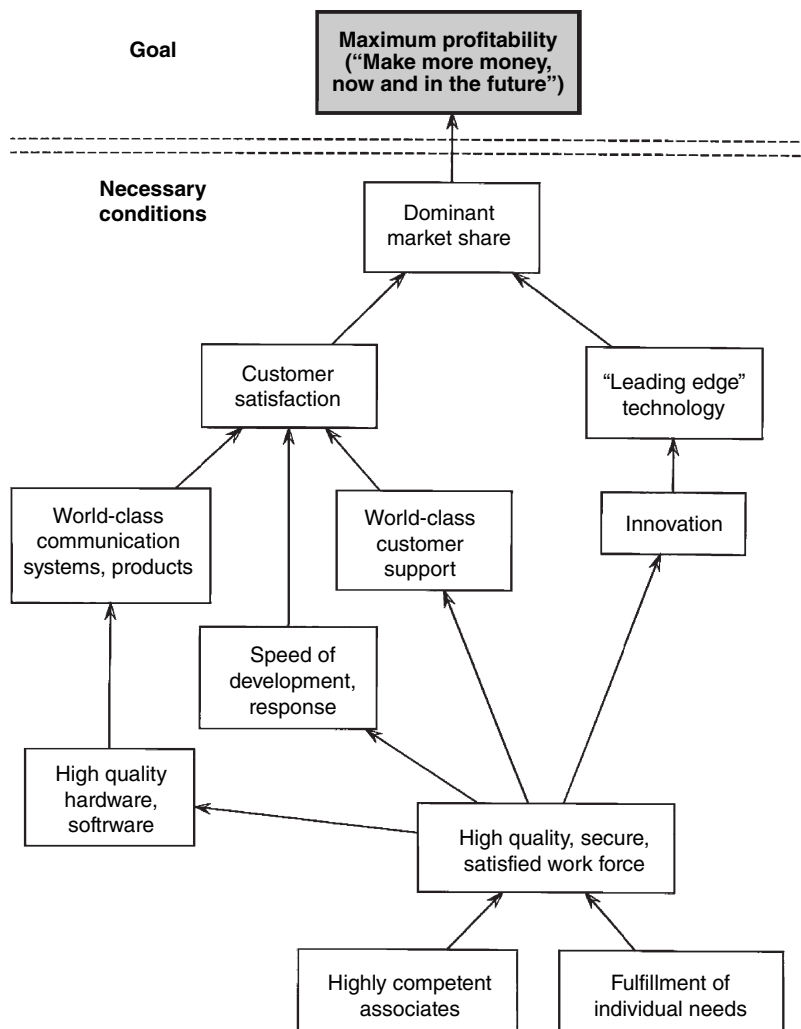 Goal
Maximum profitability
(“Make more money,
now and in the future”)
Necessary
conditions
Dominant
market share
Customer
satisfaction
“Leading edge”
technology
World-class
communication
systems, products
World-class
customer
support
Innovation
Speed of
development,
response
High quality
hardware,
softrware
High quality, secure,
satisfied work force
Highly competent
associates
Fulfillment of
individual needs